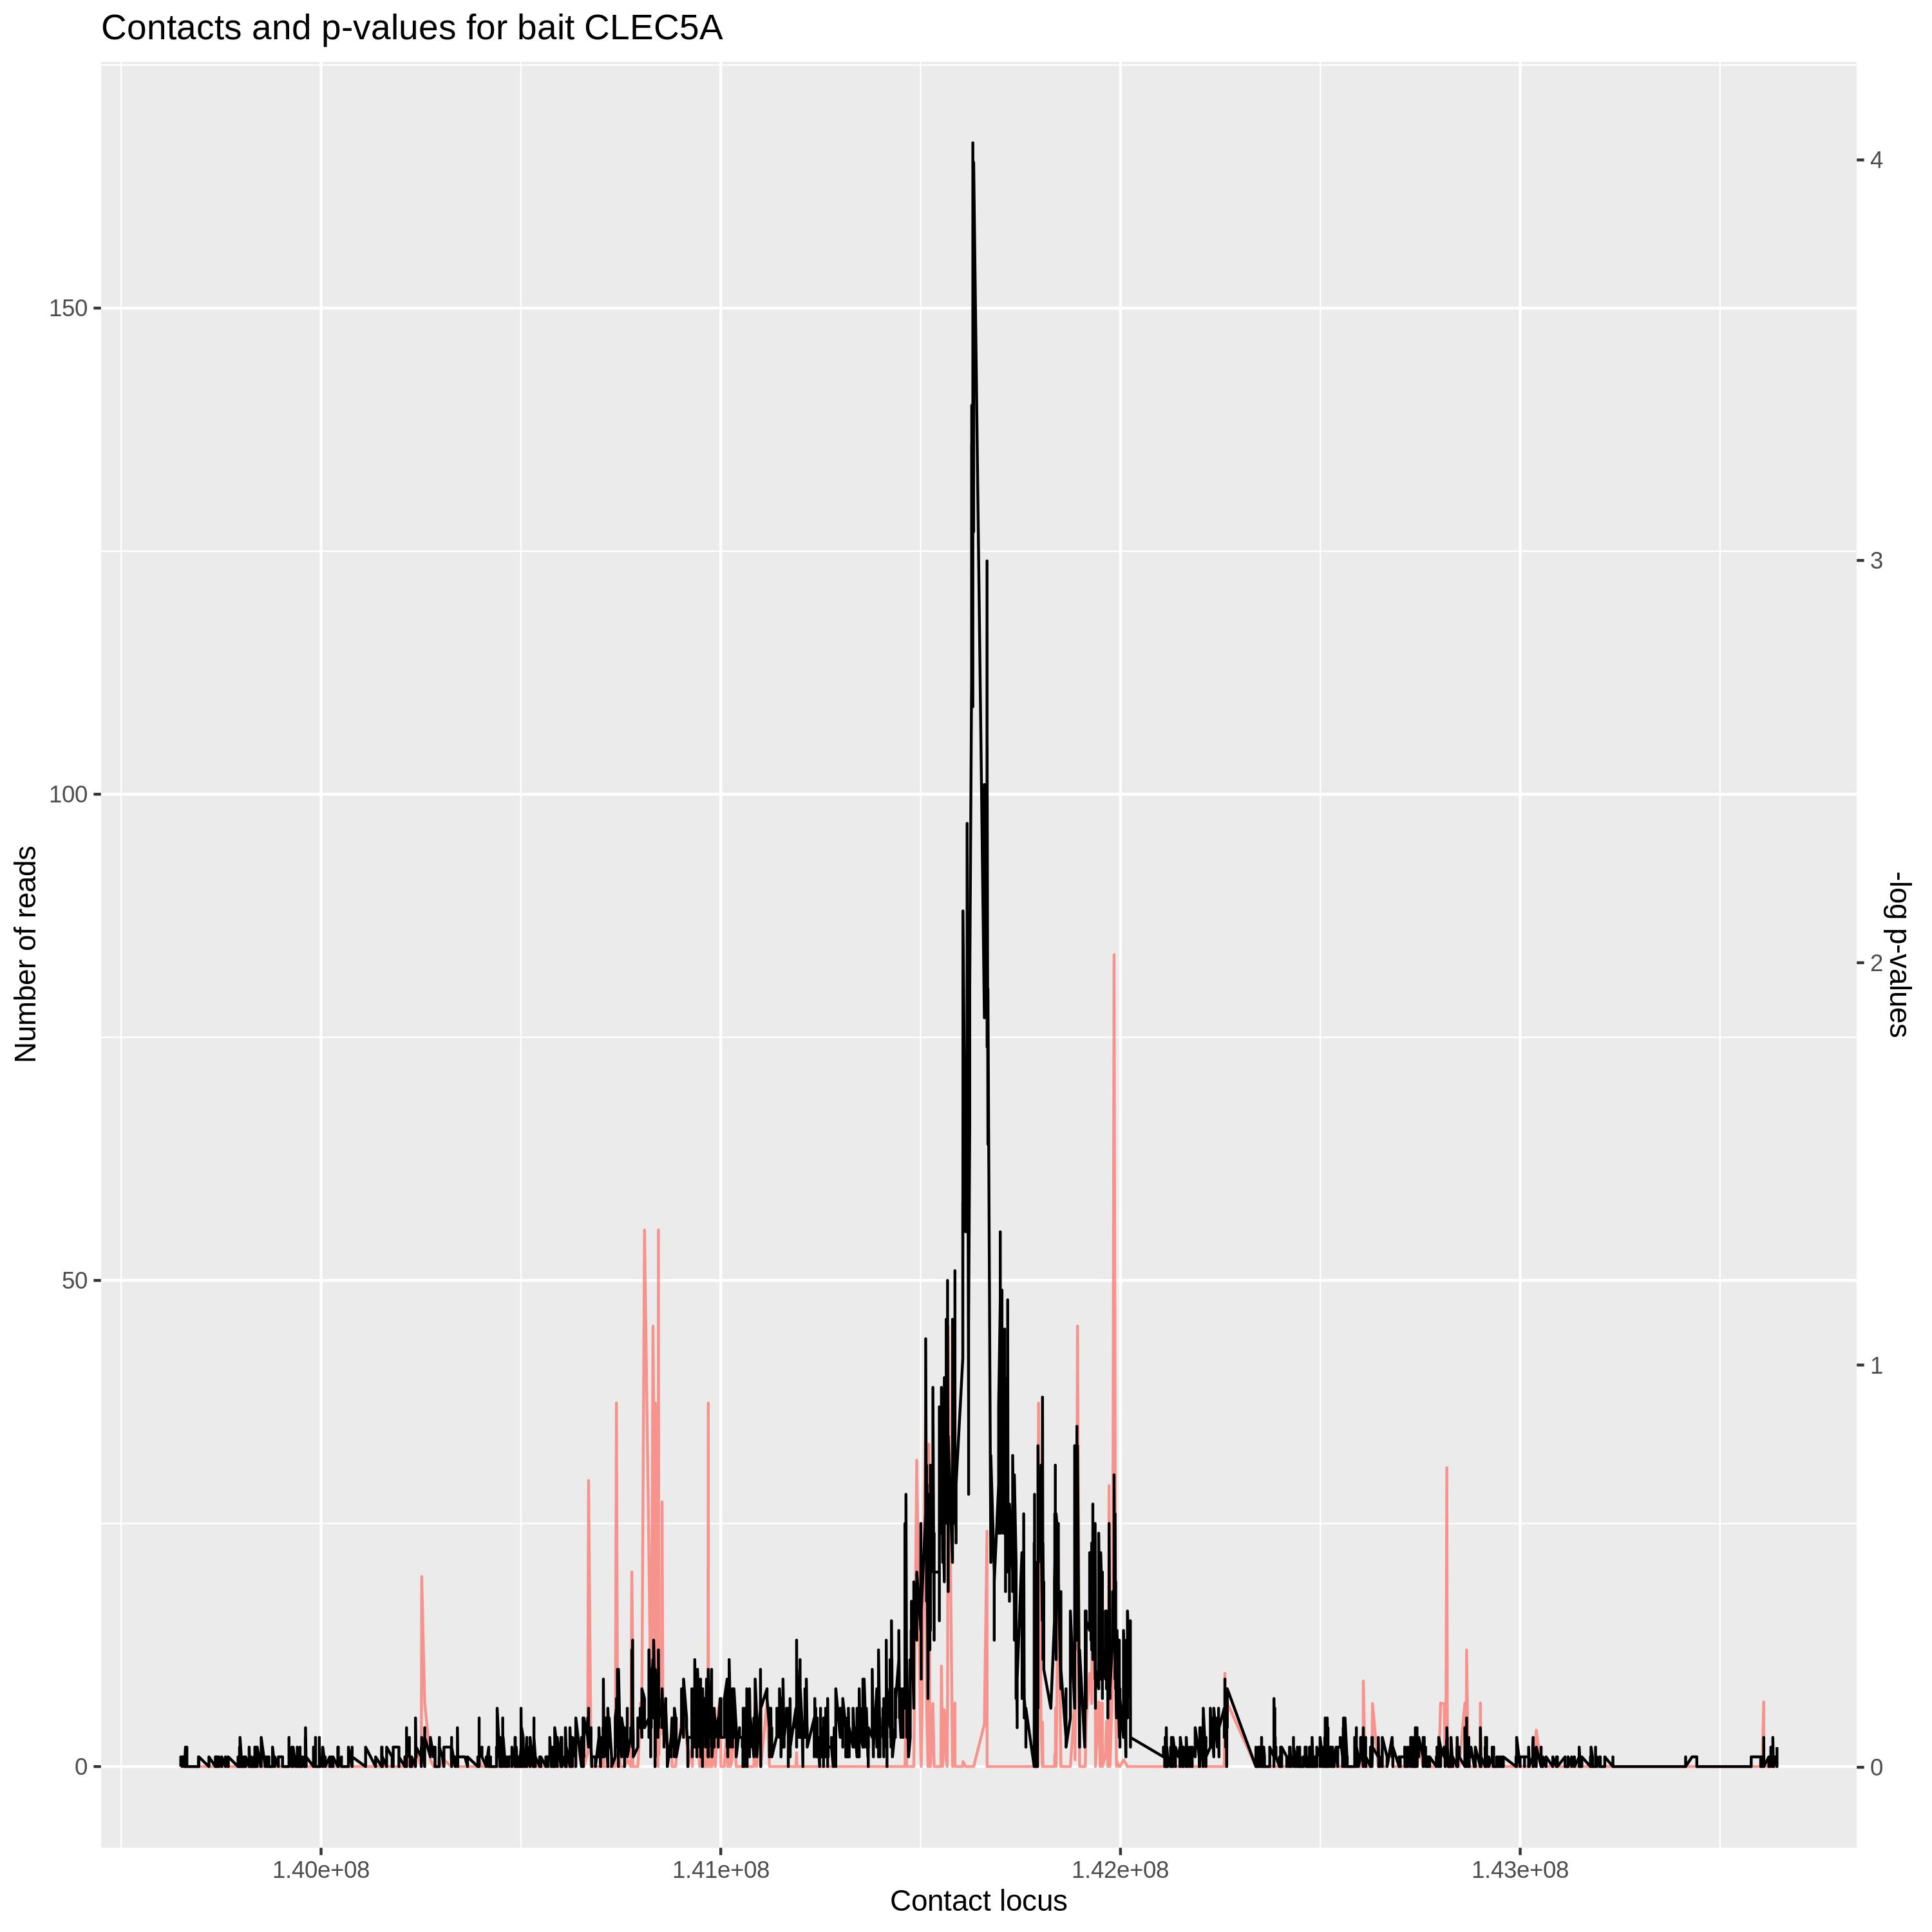 Contacts and p-values for bait CLEC5A
Number of reads
150
100
50
0
4
3
2
1
0
-log p-values
1.40e+08 1.41e+08 1.42e+08 1.43e+08
Contact locus